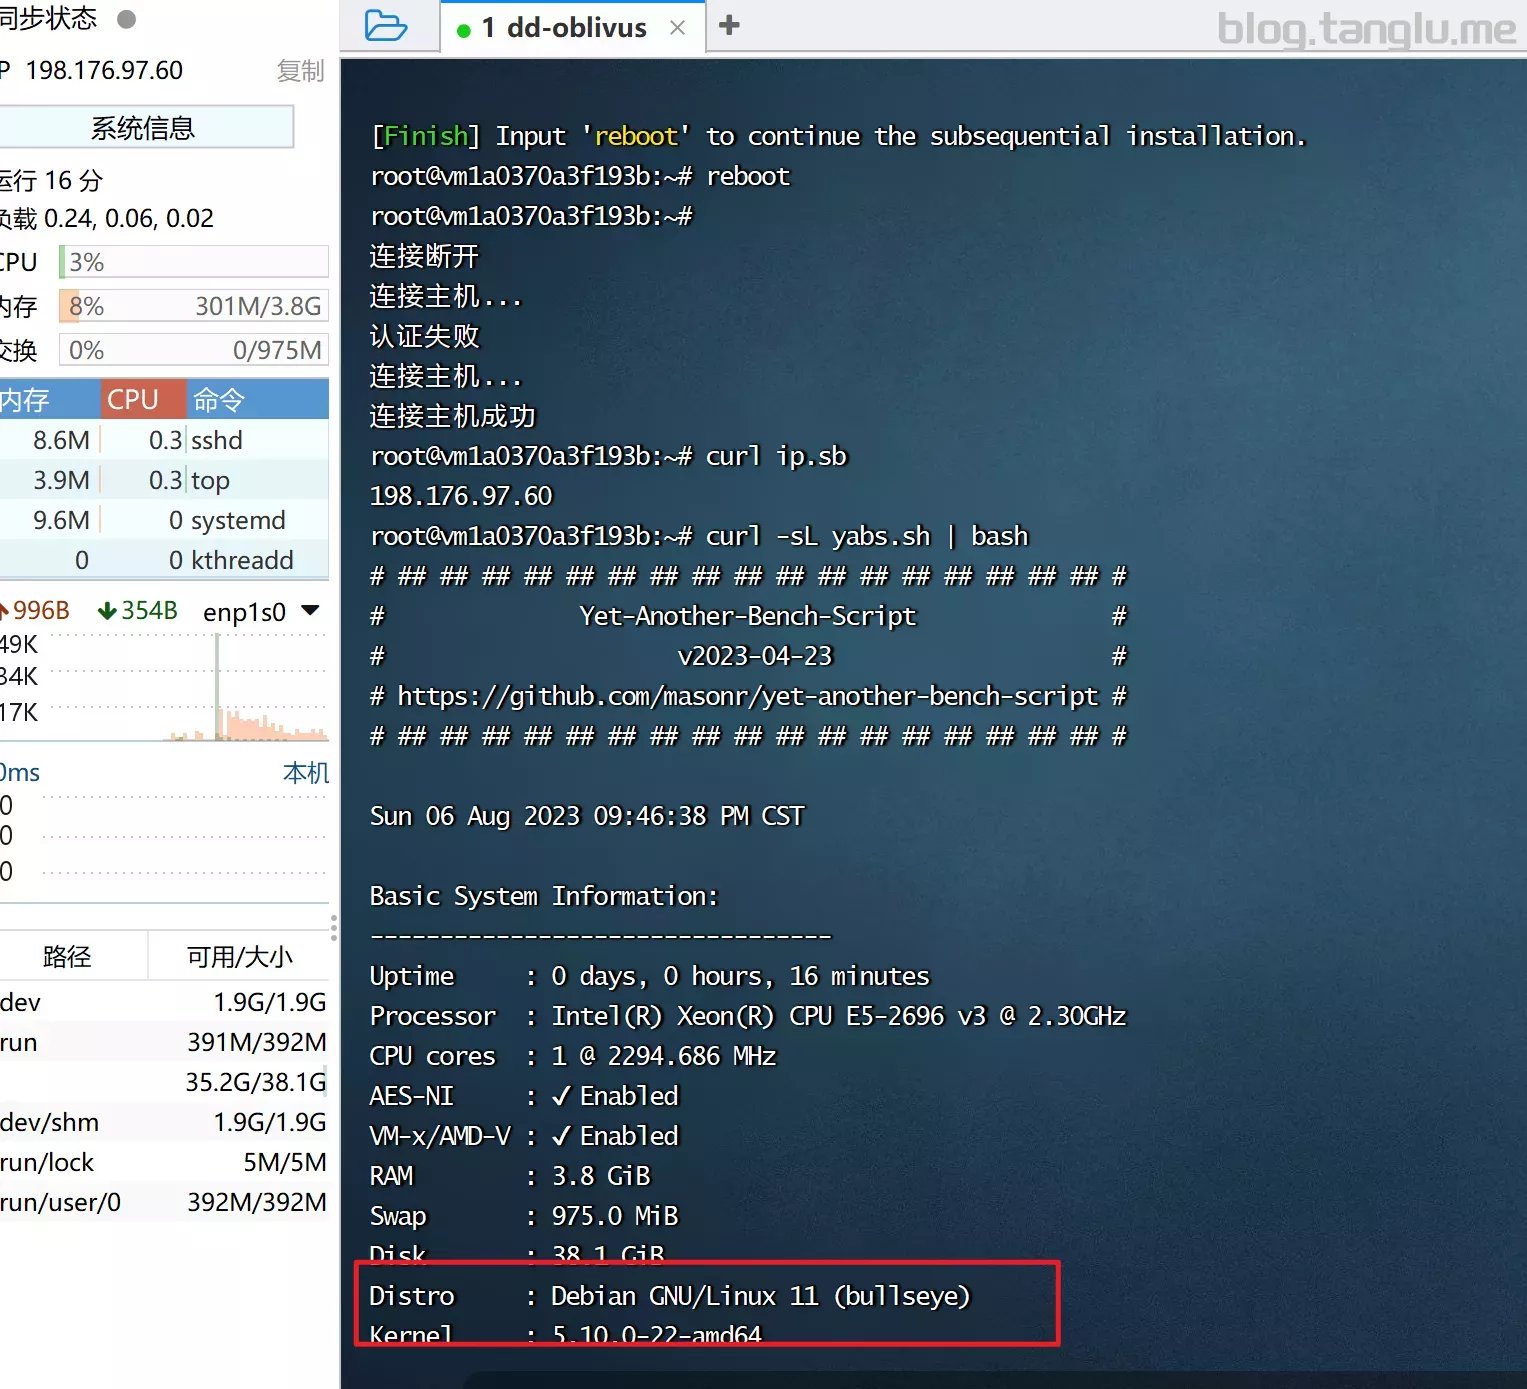 同步状态
1 dd-oblivus
blog.tanglu.me
P 198.176.97.60 复制
系统信息
运行 16 分
负载 0.24, 0.06, 0.02
CPU 3%
内存 8% 301M/3.8G
交换 0% 0/975M
内存 CPU 命令
8.6M 0.3 sshd
3.9M 0.3 top
9.6M 0 systemd
0 0 kthreadd
996B 354B enp1s0
49K
34K
17K
0ms 本机
0
0
0
路径 可用/大小
dev 1.9G/1.9G
run 391M/392M
35.2G/38.1G
dev/shm 1.9G/1.9G
run/lock 5M/5M
run/user/0 392M/392M
[Finish] Input 'reboot' to continue the subsequential installation.
root@vm1a0370a3f193b:~# reboot
root@vm1a0370a3f193b:~#
连接断开
连接主机...
认证失败
连接主机...
连接主机成功
root@vm1a0370a3f193b:~# curl ip.sb
198.176.97.60
root@vm1a0370a3f193b:~# curl -sL yabs.sh | bash
# ## ## ## ## ## ## ## ## ## ## ## ## ## ## ## ## ## #
# Yet-Another-Bench-Script #
# v2023-04-23 #
# https://github.com/masonr/yet-another-bench-script #
# ## ## ## ## ## ## ## ## ## ## ## ## ## ## ## ## ## #
Sun 06 Aug 2023 09:46:38 PM CST
Basic System Information:
---------------------------------
Uptime : 0 days, 0 hours, 16 minutes
Processor : Intel(R) Xeon(R) CPU E5-2696 v3 @ 2.30GHz
CPU cores : 1 @ 2294.686 MHz
AES-NI : ✔ Enabled
VM-x/AMD-V : ✔ Enabled
RAM : 3.8 GiB
Swap : 975.0 MiB
Disk : 38.1 GiB
Distro : Debian GNU/Linux 11 (bullseye)
Kernel : 5.10.0-22-amd64